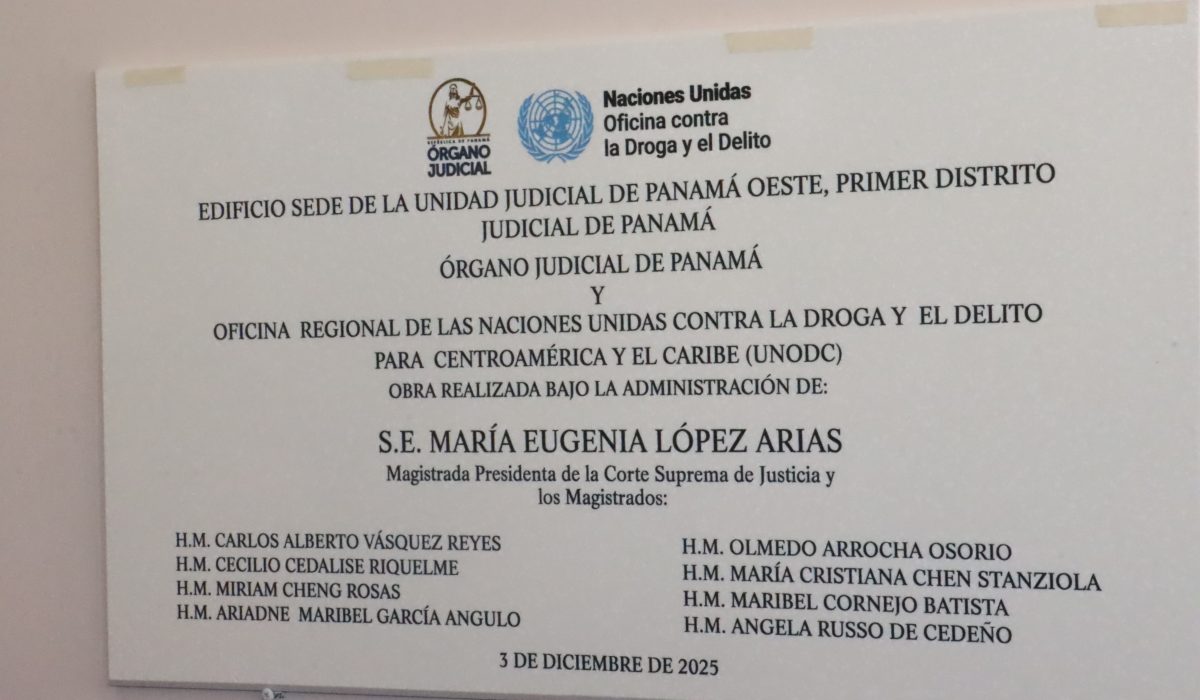 REPÚBLICA DE PANAMÁ
ÓRGANO
JUDICIAL
Naciones Unidas
Oficina contra
la Droga y el Delito
EDIFICIO SEDE DE LA UNIDAD JUDICIAL DE PANAMÁ OESTE, PRIMER DISTRITO
JUDICIAL DE PANAMÁ
ÓRGANO JUDICIAL DE PANAMÁ
Y
OFICINA REGIONAL DE LAS NACIONES UNIDAS CONTRA LA DROGA Y EL DELITO
PARA CENTROAMÉRICA Y EL CARIBE (UNODC)
OBRA REALIZADA BAJO LA ADMINISTRACIÓN DE:
S.E. MARÍA EUGENIA LÓPEZ ARIAS
Magistrada Presidenta de la Corte Suprema de Justicia y
los Magistrados:
H.M. CARLOS ALBERTO VÁSQUEZ REYES
H.M. CECILIO CEDALISE RIQUELME
H.M. MIRIAM CHENG ROSAS
H.M. ARIADNE MARIBEL GARCÍA ANGULO
H.M. OLMEDO ARROCHA OSORIO
H.M. MARÍA CRISTIANA CHEN STANZIOLA
H.M. MARIBEL CORNEJO BATISTA
H.M. ANGELA RUSSO DE CEDEÑO
3 DE DICIEMBRE DE 2025